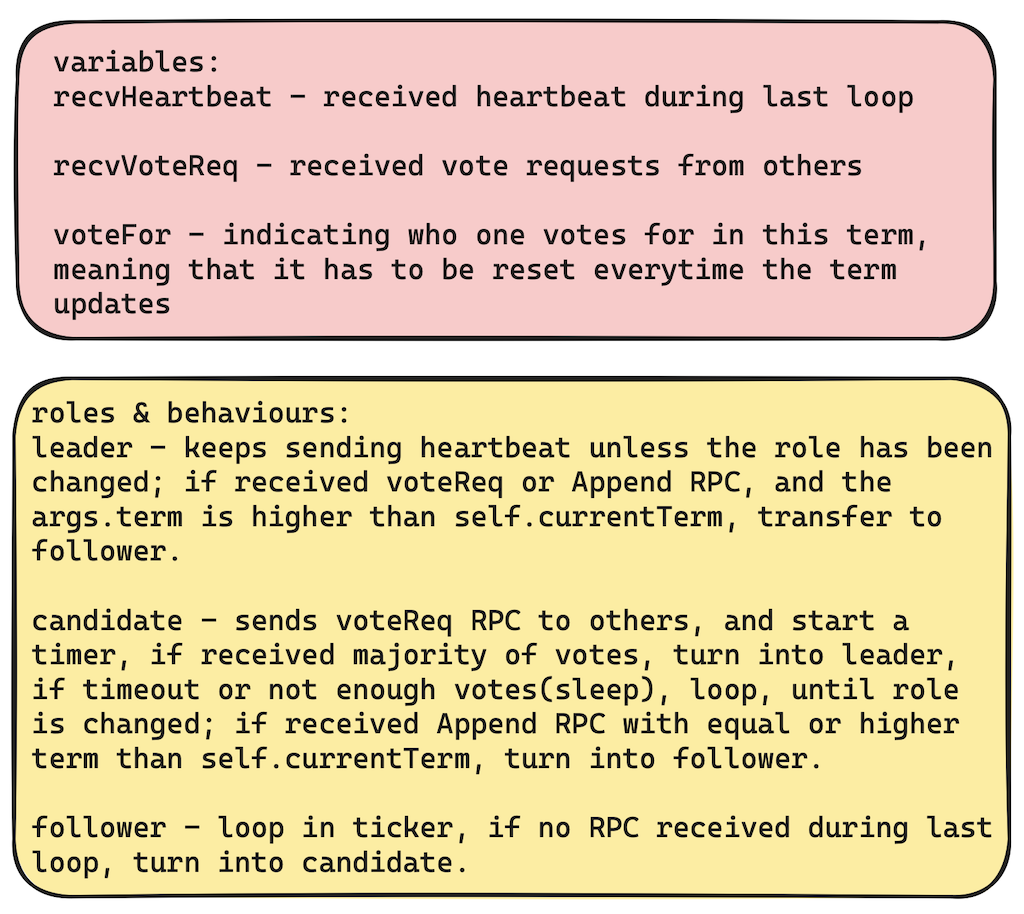 variables:
recvHeartbeat - received heartbeat during last loop
recvVoteReq - received vote requests from others
voteFor - indicating who one votes for in this term,
meaning that it has to be reset everytime the term
updates
roles & behaviours:
leader - keeps sending heartbeat unless the role has been
changed; if received voteReq or Append RPC, and the
args.term is higher than self.currentTerm, transfer to
follower.
candidate - sends voteReq RPC to others, and start a
timer, if received majority of votes, turn into leader,
if timeout or not enough votes(sleep), loop, until role
is changed; if received Append RPC with equal or higher
term than self.currentTerm, turn into follower.
follower - loop in ticker, if no RPC received during last
loop, turn into candidate.